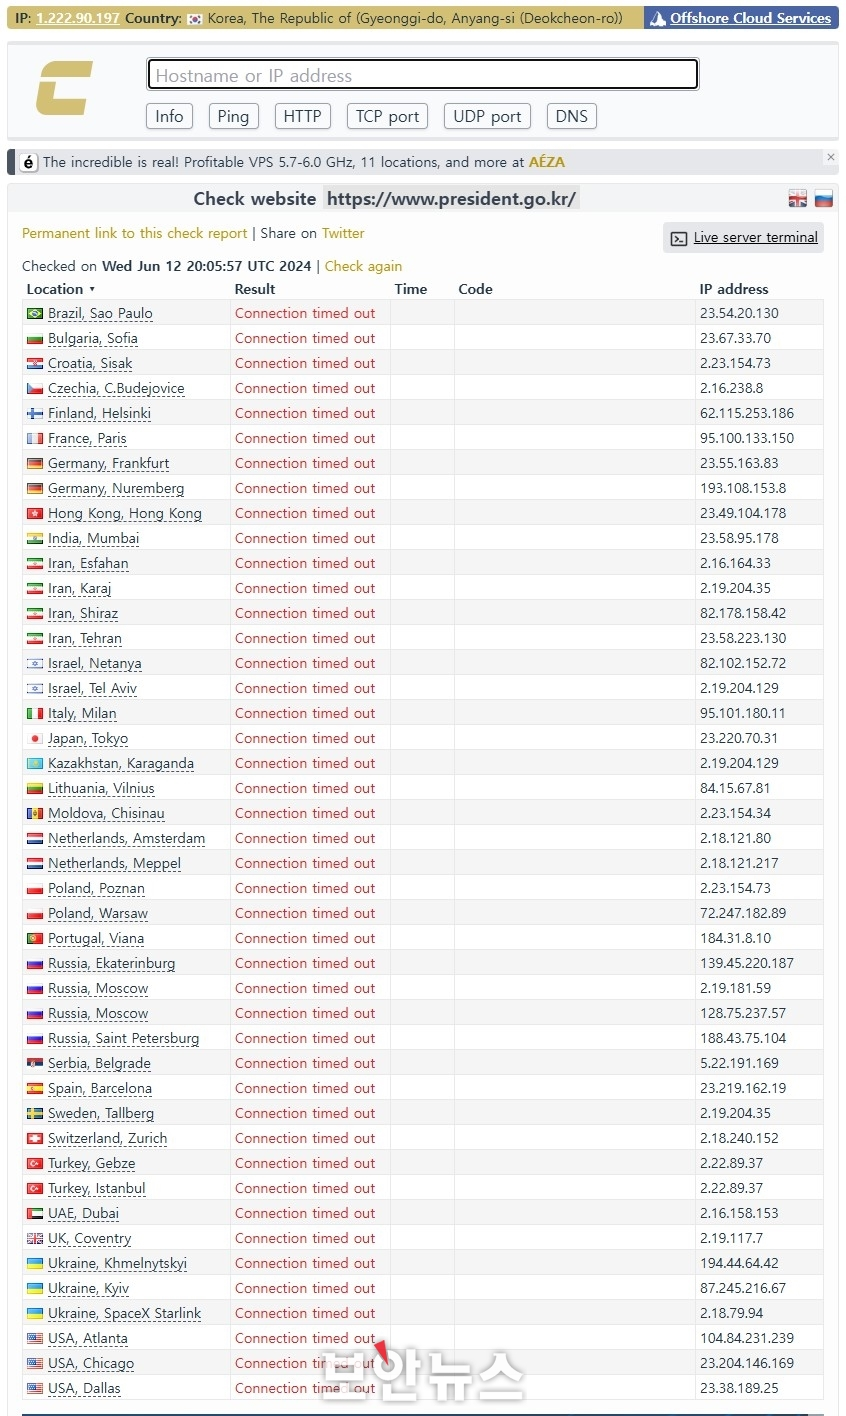 IP: 1.222.90.197 Country: Korea, The Republic of (Gyeonggi-do, Anyang-si (Deokcheon-ro)) Offshore Cloud Services
Hostname or IP address
Info Ping HTTP TCP port UDP port DNS
é The incredible is real! Profitable VPS 5.7-6.0 GHz, 11 locations, and more at AÉZA ×
Check website https://www.president.go.kr/
Permanent link to this check report | Share on Twitter
Live server terminal
Checked on Wed Jun 12 20:05:57 UTC 2024 | Check again
Location ▾ Result Time Code IP address
Brazil, Sao Paulo Connection timed out 23.54.20.130
Bulgaria, Sofia Connection timed out 23.67.33.70
Croatia, Sisak Connection timed out 2.23.154.73
Czechia, C.Budejovice Connection timed out 2.16.238.8
Finland, Helsinki Connection timed out 62.115.253.186
France, Paris Connection timed out 95.100.133.150
Germany, Frankfurt Connection timed out 23.55.163.83
Germany, Nuremberg Connection timed out 193.108.153.8
Hong Kong, Hong Kong Connection timed out 23.49.104.178
India, Mumbai Connection timed out 23.58.95.178
Iran, Esfahan Connection timed out 2.16.164.33
Iran, Karaj Connection timed out 2.19.204.35
Iran, Shiraz Connection timed out 82.178.158.42
Iran, Tehran Connection timed out 23.58.223.130
Israel, Netanya Connection timed out 82.102.152.72
Israel, Tel Aviv Connection timed out 2.19.204.129
Italy, Milan Connection timed out 95.101.180.11
Japan, Tokyo Connection timed out 23.220.70.31
Kazakhstan, Karaganda Connection timed out 2.19.204.129
Lithuania, Vilnius Connection timed out 84.15.67.81
Moldova, Chisinau Connection timed out 2.23.154.34
Netherlands, Amsterdam Connection timed out 2.18.121.80
Netherlands, Meppel Connection timed out 2.18.121.217
Poland, Poznan Connection timed out 2.23.154.73
Poland, Warsaw Connection timed out 72.247.182.89
Portugal, Viana Connection timed out 184.31.8.10
Russia, Ekaterinburg Connection timed out 139.45.220.187
Russia, Moscow Connection timed out 2.19.181.59
Russia, Moscow Connection timed out 128.75.237.57
Russia, Saint Petersburg Connection timed out 188.43.75.104
Serbia, Belgrade Connection timed out 5.22.191.169
Spain, Barcelona Connection timed out 23.219.162.19
Sweden, Tallberg Connection timed out 2.19.204.35
Switzerland, Zurich Connection timed out 2.18.240.152
Turkey, Gebze Connection timed out 2.22.89.37
Turkey, Istanbul Connection timed out 2.22.89.37
UAE, Dubai Connection timed out 2.16.158.153
UK, Coventry Connection timed out 2.19.117.7
Ukraine, Khmelnytskyi Connection timed out 194.44.64.42
Ukraine, Kyiv Connection timed out 87.245.216.67
Ukraine, SpaceX Starlink Connection timed out 2.18.79.94
USA, Atlanta Connection timed out 104.84.231.239
USA, Chicago Connection timed out 23.204.146.169
USA, Dallas Connection timed out 23.38.189.25
보안뉴스